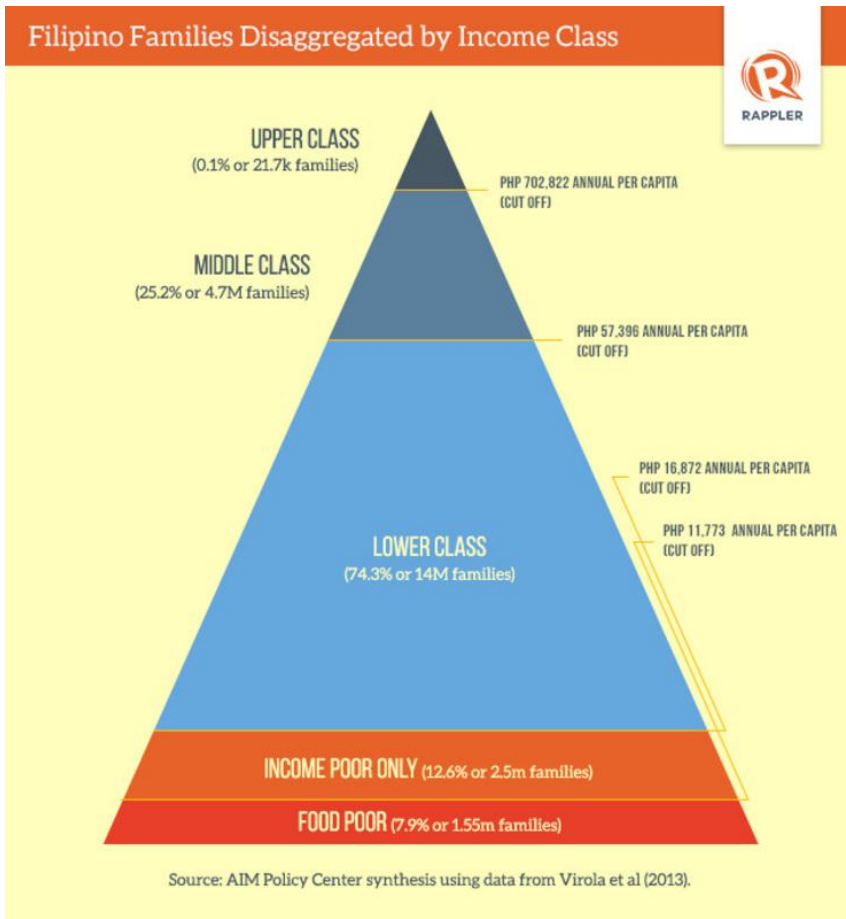 Filipino Families Disaggregated by Income Class
RAPPLER
UPPER CLASS
(0.1% or 21.7k families)
PHP 702,822 ANNUAL PER CAPITA
(CUT OFF)
MIDDLE CLASS
(25.2% or 4.7M families)
PHP 57,396 ANNUAL PER CAPITA
(CUT OFF)
PHP 16,872 ANNUAL PER CAPITA
(CUT OFF)
PHP 11,773 ANNUAL PER CAPITA
(CUT OFF)
LOWER CLASS
(74.3% or 14M families)
INCOME POOR ONLY (12.6% or 2.5m families)
FOOD POOR (7.9% or 1.55m families)
Source: AIM Policy Center synthesis using data from Virola et al (2013).